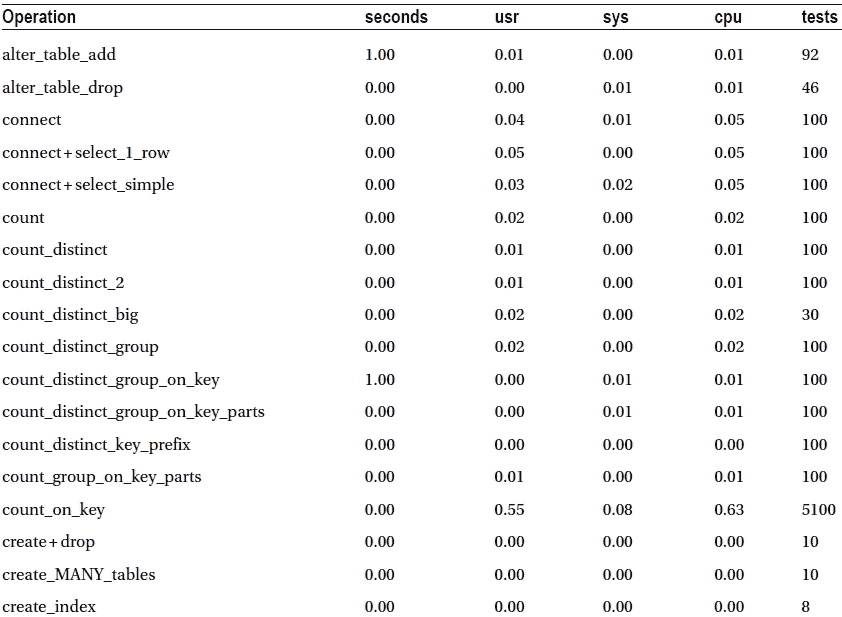 Operation seconds usr sys cpu tests
alter_table_add 1.00 0.01 0.00 0.01 92
alter_table_drop 0.00 0.00 0.01 0.01 46
connect 0.00 0.04 0.01 0.05 100
connect+select_1_row 0.00 0.05 0.00 0.05 100
connect+select_simple 0.00 0.03 0.02 0.05 100
count 0.00 0.02 0.00 0.02 100
count_distinct 0.00 0.01 0.00 0.01 100
count_distinct_2 0.00 0.01 0.00 0.01 100
count_distinct_big 0.00 0.02 0.00 0.02 30
count_distinct_group 0.00 0.02 0.00 0.02 100
count_distinct_group_on_key 1.00 0.00 0.01 0.01 100
count_distinct_group_on_key_parts 0.00 0.00 0.01 0.01 100
count_distinct_key_prefix 0.00 0.00 0.00 0.00 100
count_group_on_key_parts 0.00 0.01 0.00 0.01 100
count_on_key 0.00 0.55 0.08 0.63 5100
create+drop 0.00 0.00 0.00 0.00 10
create_MANY_tables 0.00 0.00 0.00 0.00 10
create_index 0.00 0.00 0.00 0.00 8